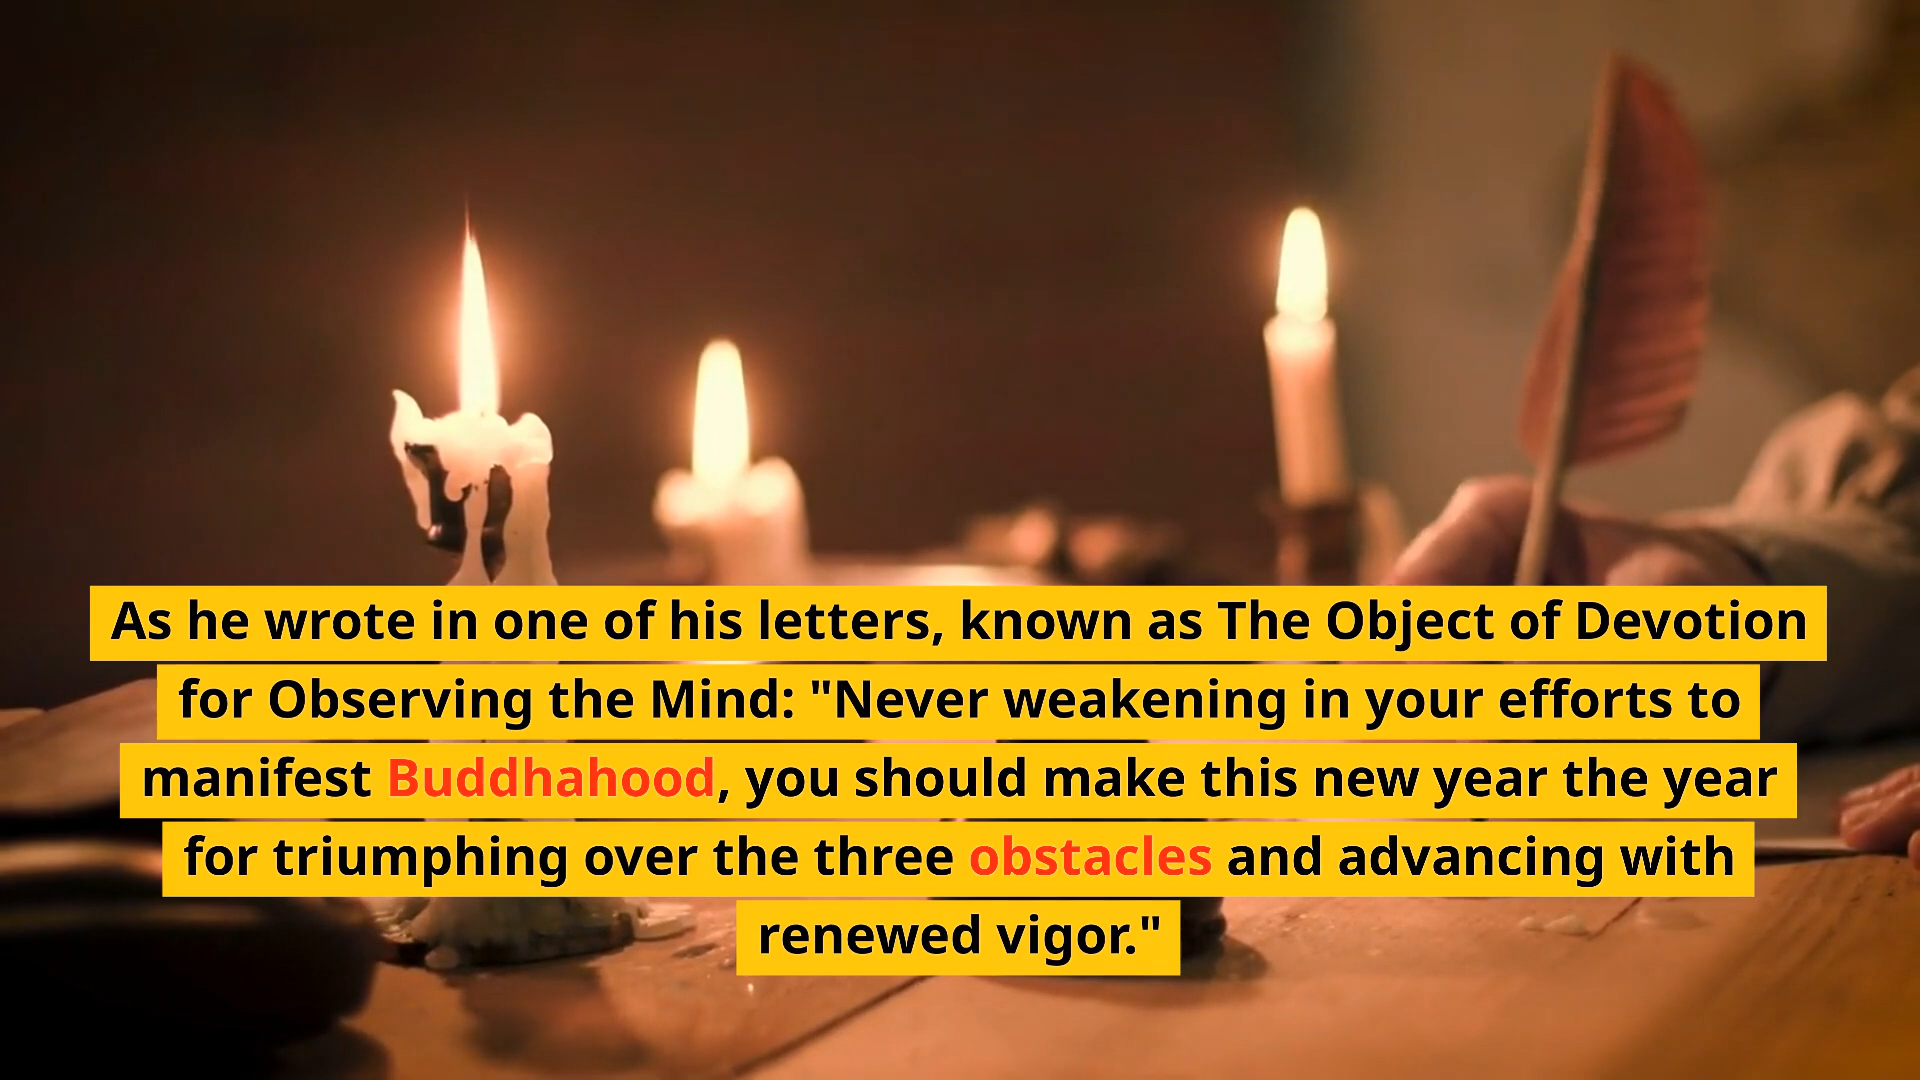 As he wrote in one of his letters, known as The Object of Devotion
for Observing the Mind: "Never weakening in your efforts to
manifest Buddhahood, you should make this new year the year
for triumphing over the three obstacles and advancing with
renewed vigor."